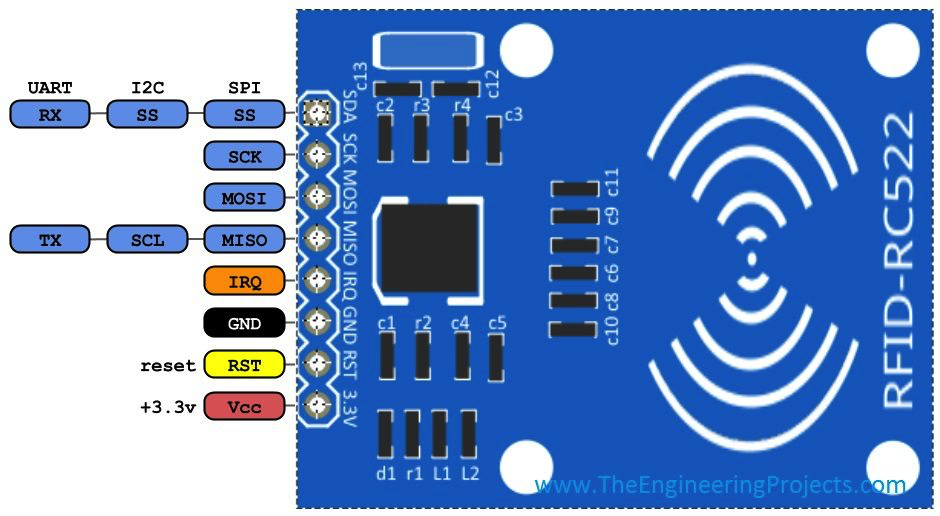 UART I2C SPI
RX SS SS
SCK
MOSI
TX SCL MISO
IRQ
GND
reset RST
+3.3v Vcc
SDA SCK MOSI MISO IRQ GND RST 3.3V
c13 c12
c2 r3 r4 c3
c11
c9
c7
c6
c8
c10
c1 r2 c4 c5
d1 r1 L1 L2
RFID-RC522
www.TheEngineeringProjects.com